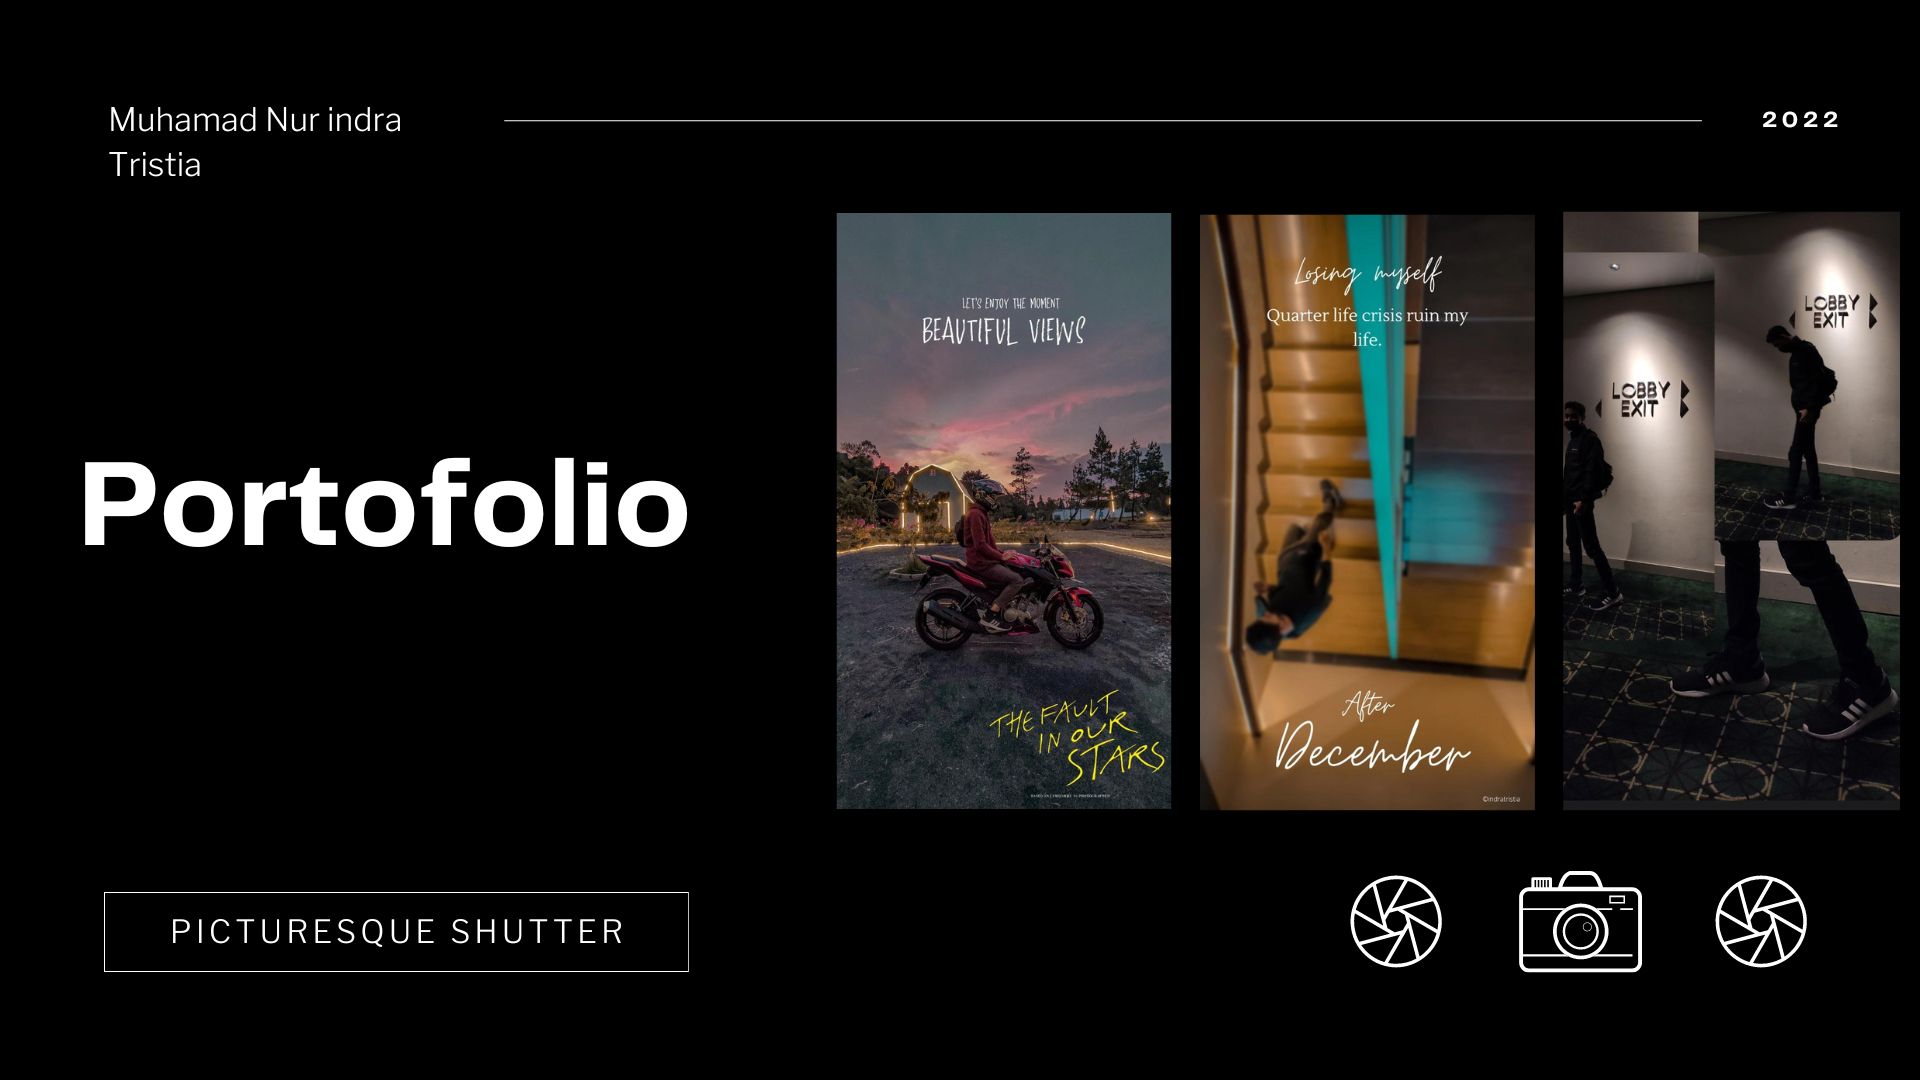 Muhamad Nur indra
Tristia
2022
Portofolio
LET'S ENJOY THE MOMENT
BEAUTIFUL VIEWS
THE FAULT
IN OUR
STARS
Losing myself
Quarter life crisis ruin my
life.
After
December
©indratristia
LOBBY
EXIT
LOBBY
EXIT
PICTURESQUE SHUTTER